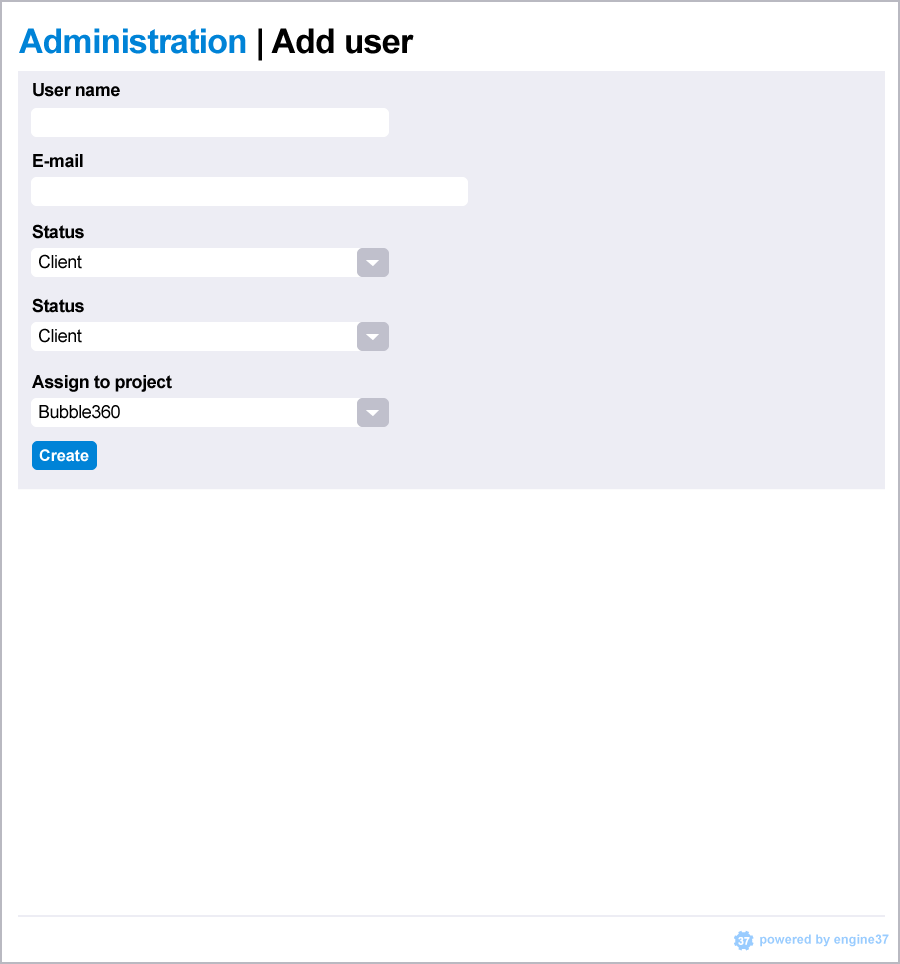 Administration | Add user
User name
E-mail
Status
Client
Status
Client
Assign to project
Bubble360
Create
37 powered by engine37